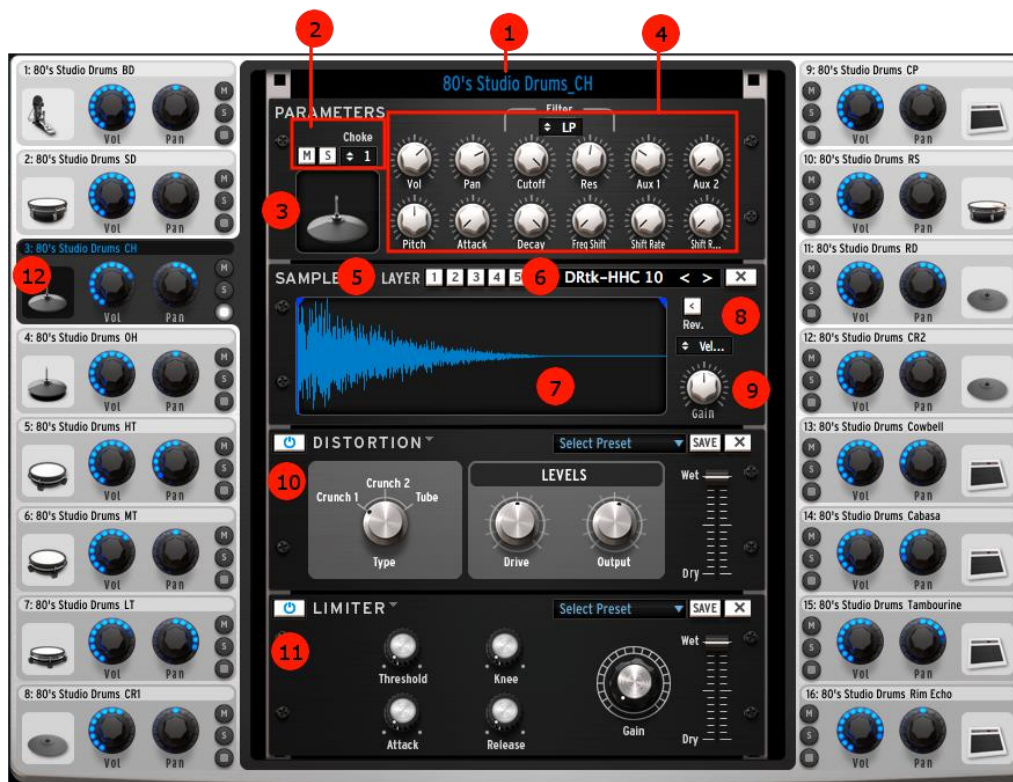 2
1
4
1: 80's Studio Drums BD
M
S
Vol Pan
2: 80's Studio Drums SD
M
S
Vol Pan
3: 80's Studio Drums CH
12
M
S
Vol Pan
4: 80's Studio Drums OH
M
S
Vol Pan
5: 80's Studio Drums HT
M
S
Vol Pan
6: 80's Studio Drums MT
M
S
Vol Pan
7: 80's Studio Drums LT
M
S
Vol Pan
8: 80's Studio Drums CR1
M
S
Vol Pan
80's Studio Drums_CH
PARAMETERS
Filter
LP
Choke
M S 1
3
Vol Pan Cutoff Res Aux 1 Aux 2
Pitch Attack Decay Freq Shift Shift Rate Shift R...
SAMPLE 5 LAYER 1 2 3 4 5 6 DRtk-HHC 10 < > X
<
Rev.
8
Vel...
7
9
Gain
DISTORTION Select Preset SAVE X
10
Crunch 1 Crunch 2 Tube
Type
LEVELS
Drive Output
Wet
Dry
LIMITER Select Preset SAVE X
11
Threshold Knee
Attack Release
Gain
Wet
Dry
9: 80's Studio Drums CP
M
S
Vol Pan
10: 80's Studio Drums RS
M
S
Vol Pan
11: 80's Studio Drums RD
M
S
Vol Pan
12: 80's Studio Drums CR2
M
S
Vol Pan
13: 80's Studio Drums Cowbell
M
S
Vol Pan
14: 80's Studio Drums Cabasa
M
S
Vol Pan
15: 80's Studio Drums Tambourine
M
S
Vol Pan
16: 80's Studio Drums Rim Echo
M
S
Vol Pan